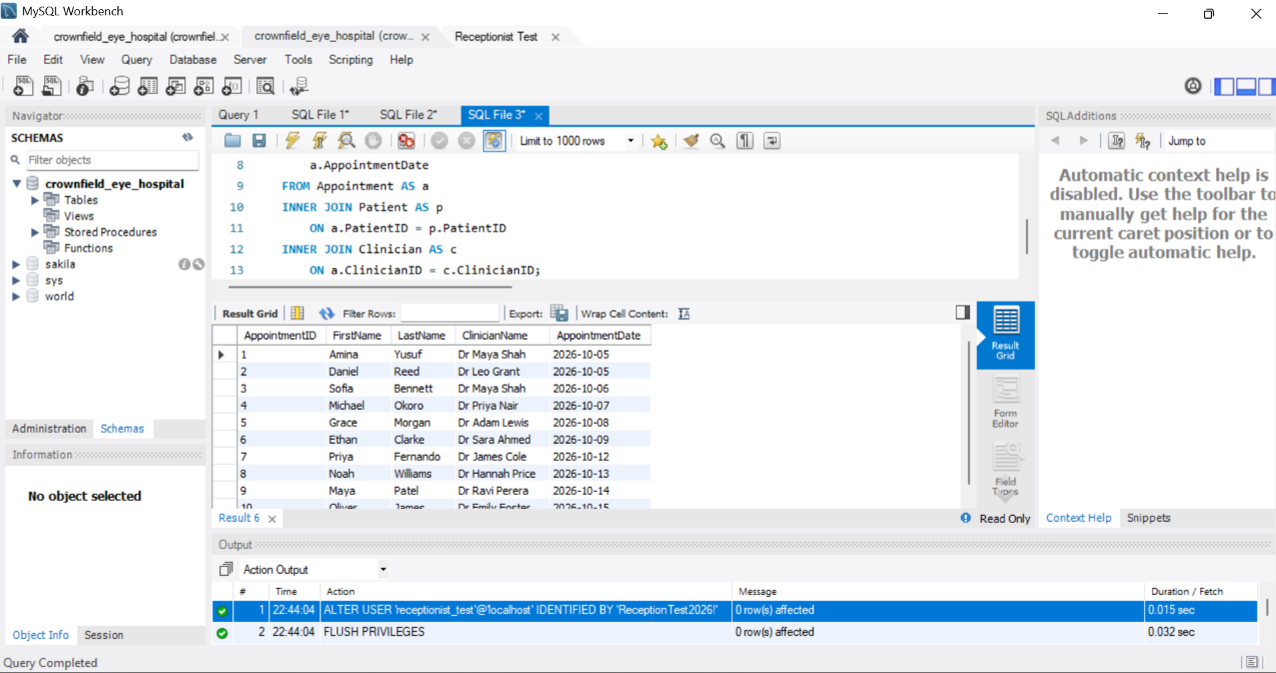 MySQL Workbench
crownfield_eye_hospital (crownfiel..x
crownfield_eye_hospital (crow... x
Receptionist Test x
File Edit View Query Database Server Tools Scripting Help
Navigator
SCHEMAS
Filter objects
crownfield_eye_hospital
Tables
Views
Stored Procedures
Functions
sakila
sys
world
Administration Schemas
Information
No object selected
Object Info Session
Query 1 SQL File 1* SQL File 2* SQL File 3* x
Limit to 1000 rows
8 a.AppointmentDate
9 FROM Appointment AS a
10 INNER JOIN Patient AS p
11 ON a.PatientID = p.PatientID
12 INNER JOIN Clinician AS c
13 ON a.ClinicianID = c.ClinicianID;
Result Grid Filter Rows: Export: Wrap Cell Content: IA
AppointmentID FirstName LastName ClinicianName AppointmentDate
1 Amina Yusuf Dr Maya Shah 2026-10-05
2 Daniel Reed Dr Leo Grant 2026-10-05
3 Sofia Bennett Dr Maya Shah 2026-10-06
4 Michael Okoro Dr Priya Nair 2026-10-07
5 Grace Morgan Dr Adam Lewis 2026-10-08
6 Ethan Clarke Dr Sara Ahmed 2026-10-09
7 Priya Fernando Dr James Cole 2026-10-12
8 Noah Williams Dr Hannah Price 2026-10-13
9 Maya Patel Dr Ravi Perera 2026-10-14
10 Oliver James Dr Emily Foster 2026-10-15
Result Grid
Form Editor
Field Types
Result 6 x
Read Only
SQLAdditions
Jump to
Automatic context help is
disabled. Use the toolbar to
manually get help for the
current caret position or to
toggle automatic help.
Context Help Snippets
Output
Action Output
# Time Action Message Duration / Fetch
1 22:44:04 ALTER USER 'receptionist_test'@'localhost' IDENTIFIED BY 'ReceptionTest2026!' 0 row(s) affected 0.015 sec
2 22:44:04 FLUSH PRIVILEGES 0 row(s) affected 0.032 sec
Query Completed